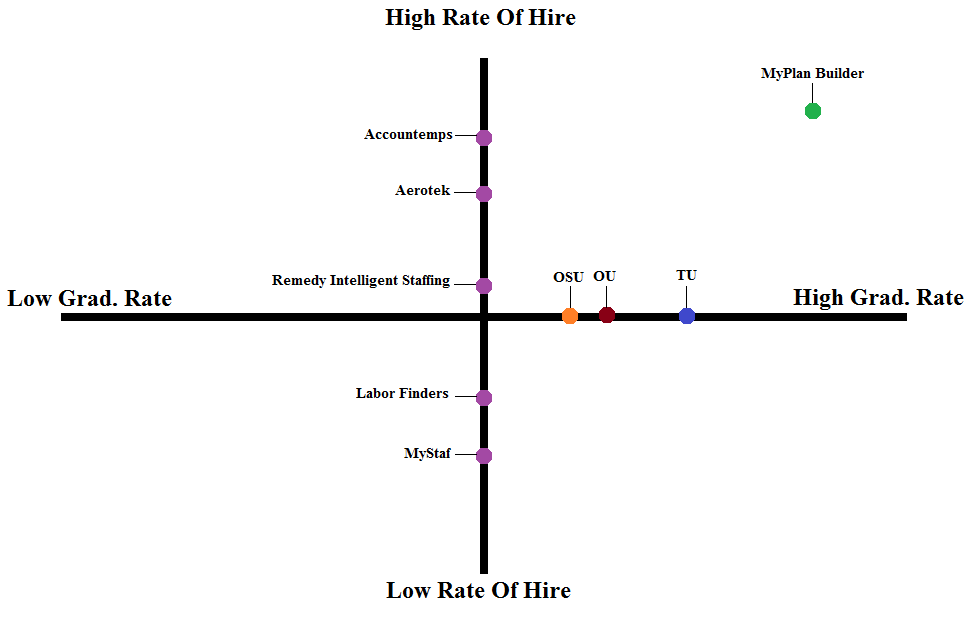 High Rate Of Hire
MyPlan Builder
Accountemps
Aerotek
Remedy Intelligent Staffing
OSU OU TU
Low Grad. Rate
High Grad. Rate
Labor Finders
MyStaf
Low Rate Of Hire